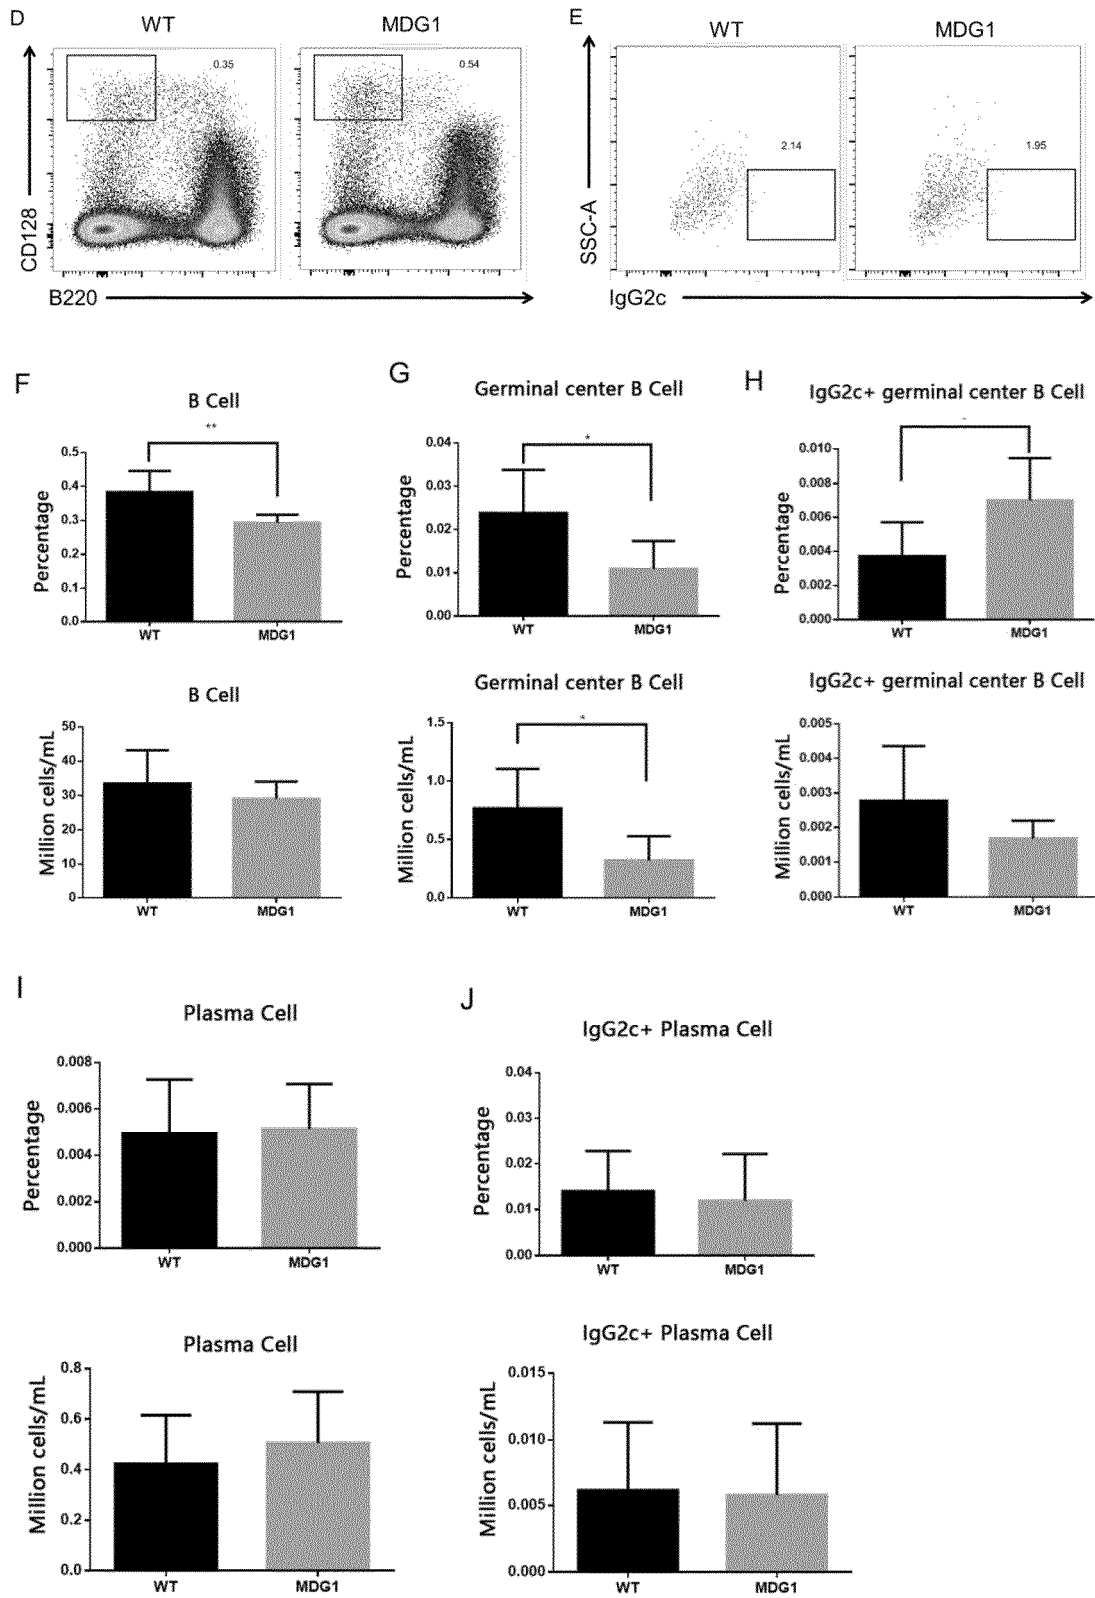 D
WT
MDG1
0.35
0.54
CD128
B220
E
WT
MDG1
2.14
1.95
SSC-A
IgG2c
F
B Cell
**
Percentage
0.5
0.4
0.3
0.2
0.1
0.0
WT
MDG1
G
Germinal center B Cell
*
Percentage
0.04
0.03
0.02
0.01
0.00
WT
MDG1
H
IgG2c+ germinal center B Cell
Percentage
0.010
0.008
0.006
0.004
0.002
0.000
WT
MDG1
B Cell
Million cells/mL
50
40
30
20
10
0
WT
MDG1
Germinal center B Cell
*
Million cells/mL
1.5
1.0
0.5
0.0
WT
MDG1
IgG2c+ germinal center B Cell
Million cells/mL
0.005
0.004
0.003
0.002
0.001
0.000
WT
MDG1
I
Plasma Cell
Percentage
0.008
0.006
0.004
0.002
0.000
WT
MDG1
J
IgG2c+ Plasma Cell
Percentage
0.04
0.03
0.02
0.01
0.00
WT
MDG1
Plasma Cell
Million cells/mL
0.8
0.6
0.4
0.2
0.0
WT
MDG1
IgG2c+ Plasma Cell
Million cells/mL
0.015
0.010
0.005
0.000
WT
MDG1